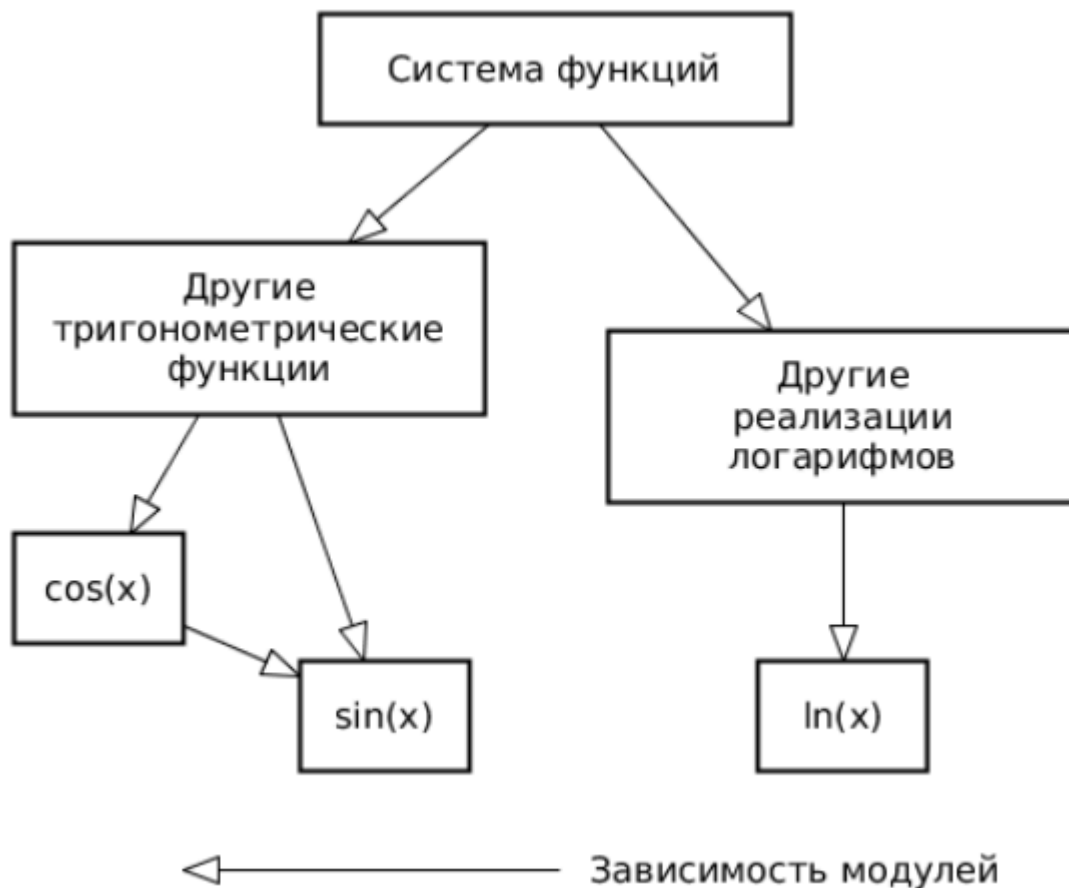 Система функций
Другие
тригонометрические
функции
Другие
реализации
логарифмов
cos(x)
sin(x)
ln(x)
Зависимость модулей